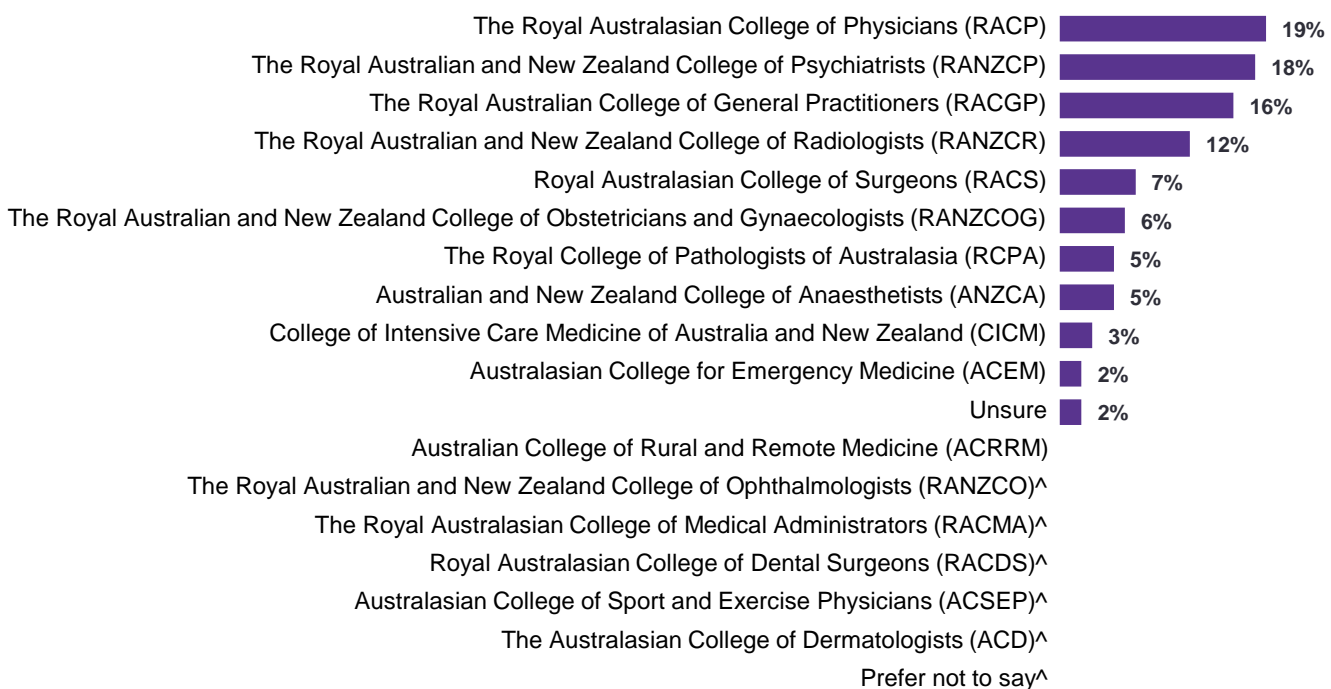 The Royal Australasian College of Physicians (RACP) 19%
The Royal Australian and New Zealand College of Psychiatrists (RANZCP) 18%
The Royal Australian College of General Practitioners (RACGP) 16%
The Royal Australian and New Zealand College of Radiologists (RANZCR) 12%
Royal Australasian College of Surgeons (RACS) 7%
The Royal Australian and New Zealand College of Obstetricians and Gynaecologists (RANZCOG) 6%
The Royal College of Pathologists of Australasia (RCPA) 5%
Australian and New Zealand College of Anaesthetists (ANZCA) 5%
College of Intensive Care Medicine of Australia and New Zealand (CICM) 3%
Australasian College for Emergency Medicine (ACEM) 2%
Unsure 2%
Australian College of Rural and Remote Medicine (ACRRM)
The Royal Australian and New Zealand College of Ophthalmologists (RANZCO)^
The Royal Australasian College of Medical Administrators (RACMA)^
Royal Australasian College of Dental Surgeons (RACDS)^
Australasian College of Sport and Exercise Physicians (ACSEP)^
The Australasian College of Dermatologists (ACD)^
Prefer not to say^